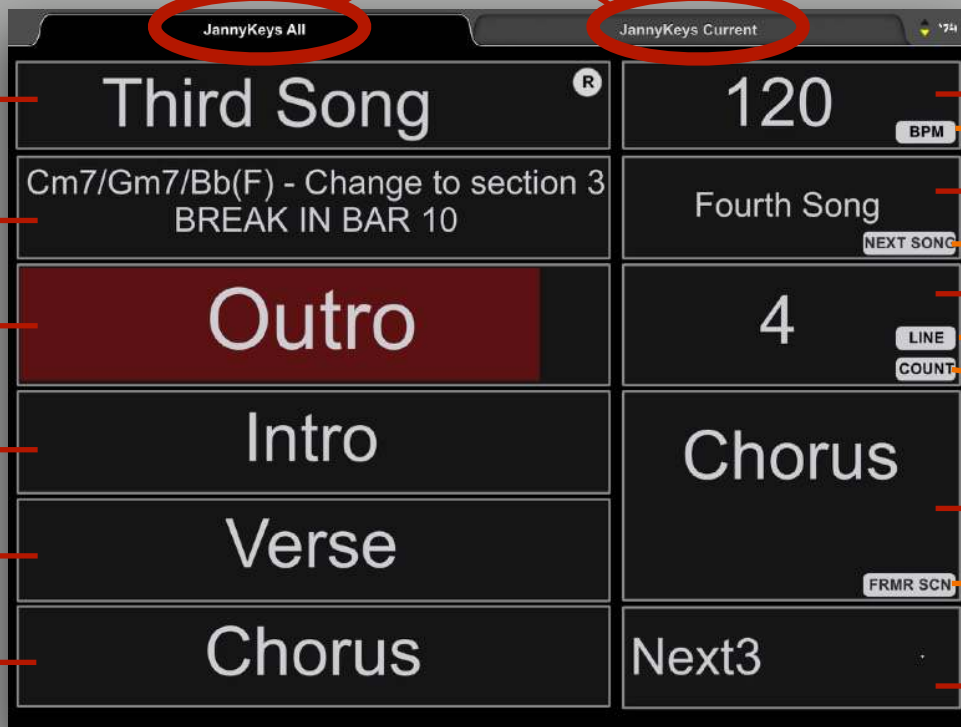 JannyKeys All
JannyKeys Current
Third Song
R
120
BPM
Cm7/Gm7/Bb(F) - Change to section 3
BREAK IN BAR 10
Fourth Song
NEXT SONG
Outro
4
LINE
COUNT
Intro
Chorus
FRMR SCN
Verse
Chorus
Next3